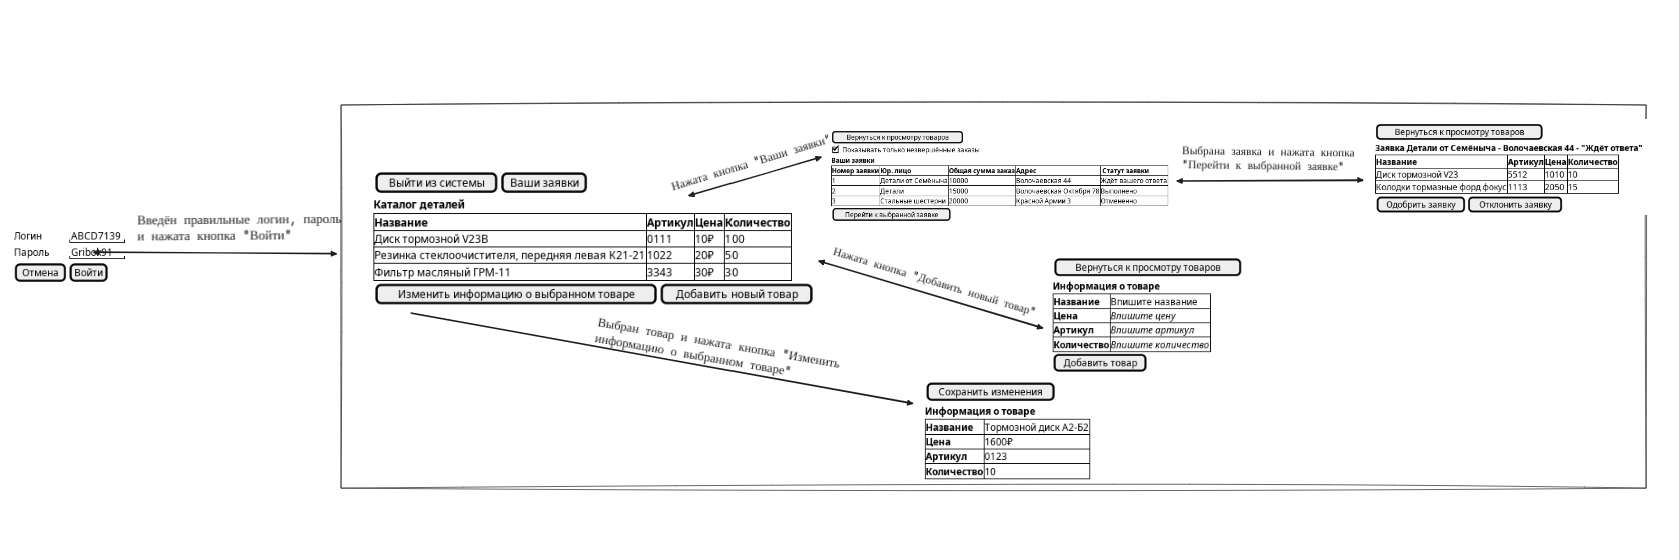 Логин ABCD7139
Пароль Gribok91
Отмена Войти
Введён правильные логин, пароль
и нажата кнопка "Войти"
Выйти из системы Ваши заявки
Каталог деталей
Название Артикул Цена Количество
Диск тормозной V23B 0111 10₽ 100
Резинка стеклоочистителя, передняя левая К21-21 1022 20₽ 50
Фильтр масляный ГРМ-11 3343 30₽ 30
Изменить информацию о выбранном товаре Добавить новый товар
Нажата кнопка "Ваши заявки"
Вернуться к просмотру товаров
Показывать только незвершённые заказы
Ваши заявки
Номер заявки Юр. лицо Общая сумма заказа Адрес Статут заявки
1 Детали от Семёныча 10000 Волочаевская 44 Ждёт вашего ответа
2 Детали 15000 Волочаевская Октября 78 Выполнено
3 Стальные шестерни 20000 Красной Армии 3 Отмененно
Перейти к выбранной заявке
Выбрана заявка и нажата кнопка
"Перейти к выбранной заявке"
Вернуться к просмотру товаров
Заявка Детали от Семёныча - Волочаевская 44 - "Ждёт ответа"
Название Артикул Цена Количество
Диск тормозной V23 5512 1010 10
Колодки тормазные форд фокус 1113 2050 15
Одобрить заявку Отклонить заявку
Нажата кнопка "Добавить новый товар"
Вернуться к просмотру товаров
Информация о товаре
Название Впишите название
Цена Впишите цену
Артикул Впишите артикул
Количество Впишите количество
Добавить товар
Выбран товар и нажата кнопка "Изменить
информацию о выбранном товаре"
Сохранить изменения
Информация о товаре
Название Тормозной диск А2-Б2
Цена 1600₽
Артикул 0123
Количество 10